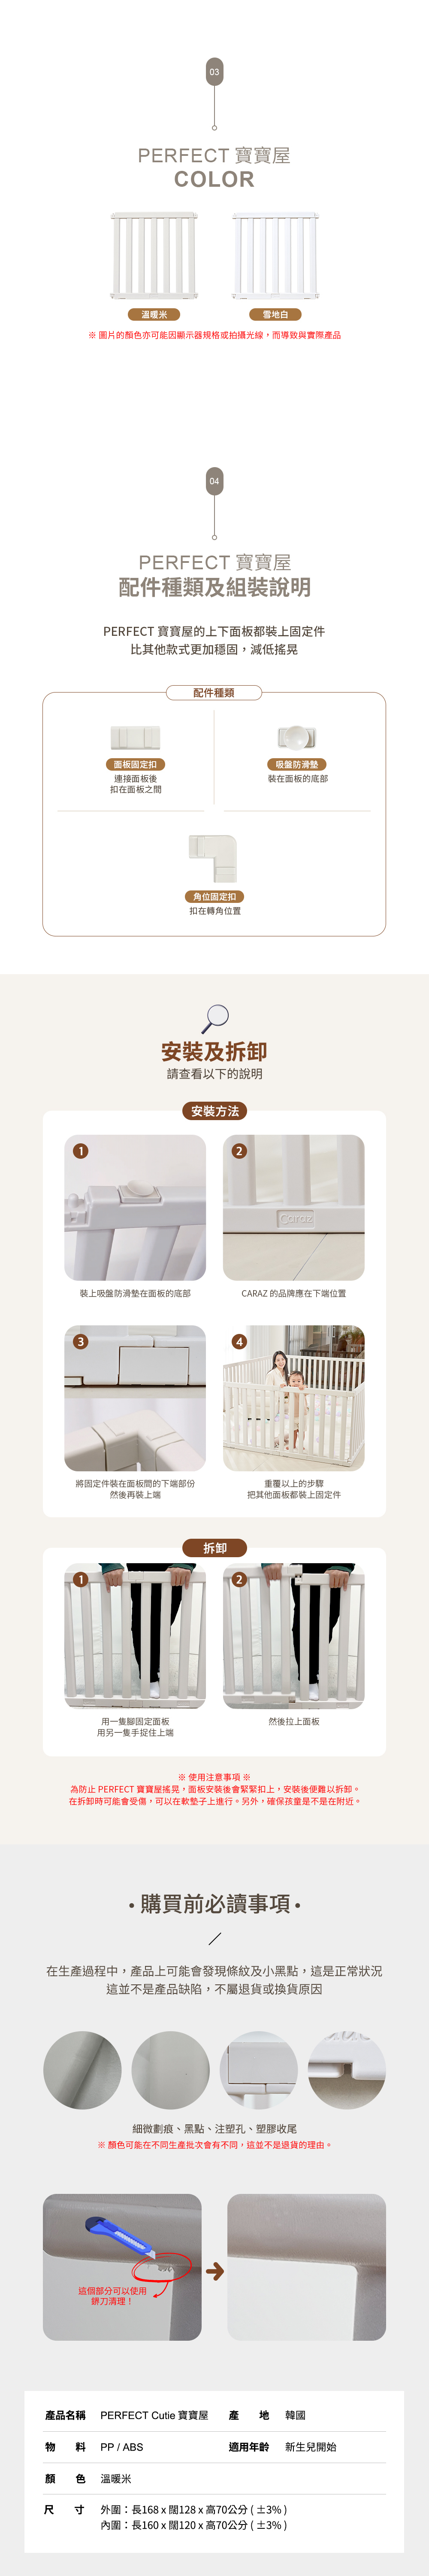 03
PERFECT 寶寶屋
COLOR
溫暖米
雪地白
※ 圖片的顏色亦可能因顯示器規格或拍攝光線，而導致與實際產品
04
PERFECT 寶寶屋
配件種類及組裝說明
PERFECT 寶寶屋的上下面板都裝上固定件
比其他款式更加穩固，減低搖晃
配件種類
面板固定扣
連接面板後
扣在面板之間
吸盤防滑墊
裝在面板的底部
角位固定扣
扣在轉角位置
安裝及拆卸
請查看以下的說明
安裝方法
1
2
Caraz
裝上吸盤防滑墊在面板的底部
CARAZ 的品牌應在下端位置
3
4
將固定件裝在面板間的下端部份
然後再裝上端
重覆以上的步驟
把其他面板都裝上固定件
拆卸
1
2
用一隻腳固定面板
用另一隻手捉住上端
然後拉上面板
※ 使用注意事項 ※
為防止 PERFECT 寶寶屋搖晃，面板安裝後會緊緊扣上，安裝後便難以拆卸。
在拆卸時可能會受傷，可以在軟墊子上進行。另外，確保孩童是不是在附近。
• 購買前必讀事項 •
在生產過程中，產品上可能會發現條紋及小黑點，這是正常狀況
這並不是產品缺陷，不屬退貨或換貨原因
細微劃痕、黑點、注塑孔、塑膠收尾
※ 顏色可能在不同生產批次會有不同，這並不是過貨的理由。
這個部分可以使用
鎅刀清理！
產品名稱 PERFECT Cutie 寶寶屋 產 地 韓國
物 料 PP / ABS 適用年齡 新生兒開始
顏 色 溫暖米
尺 寸 外圍：長168 x 闊128 x 高70公分 ( ±3% )
內圍：長160 x 闊120 x 高70公分 ( ±3% )